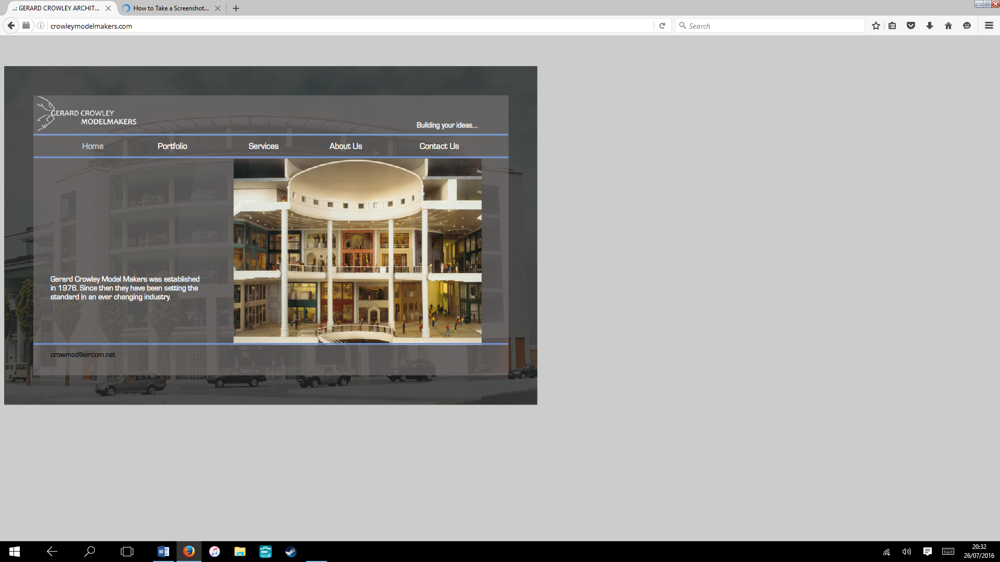 ..: GERARD CROWLEY ARCHIT...
How to Take a Screenshot...
crowleymodelmakers.com
Search
GERARD CROWLEY
MODELMAKERS
Building your ideas....
Home Portfolio Services About Us Contact Us
Gerard Crowley Model Makers was established
in 1976. Since then they have been setting the
standard in an ever changing industry.
crowmod@eircom.net
20:32
26/07/2016